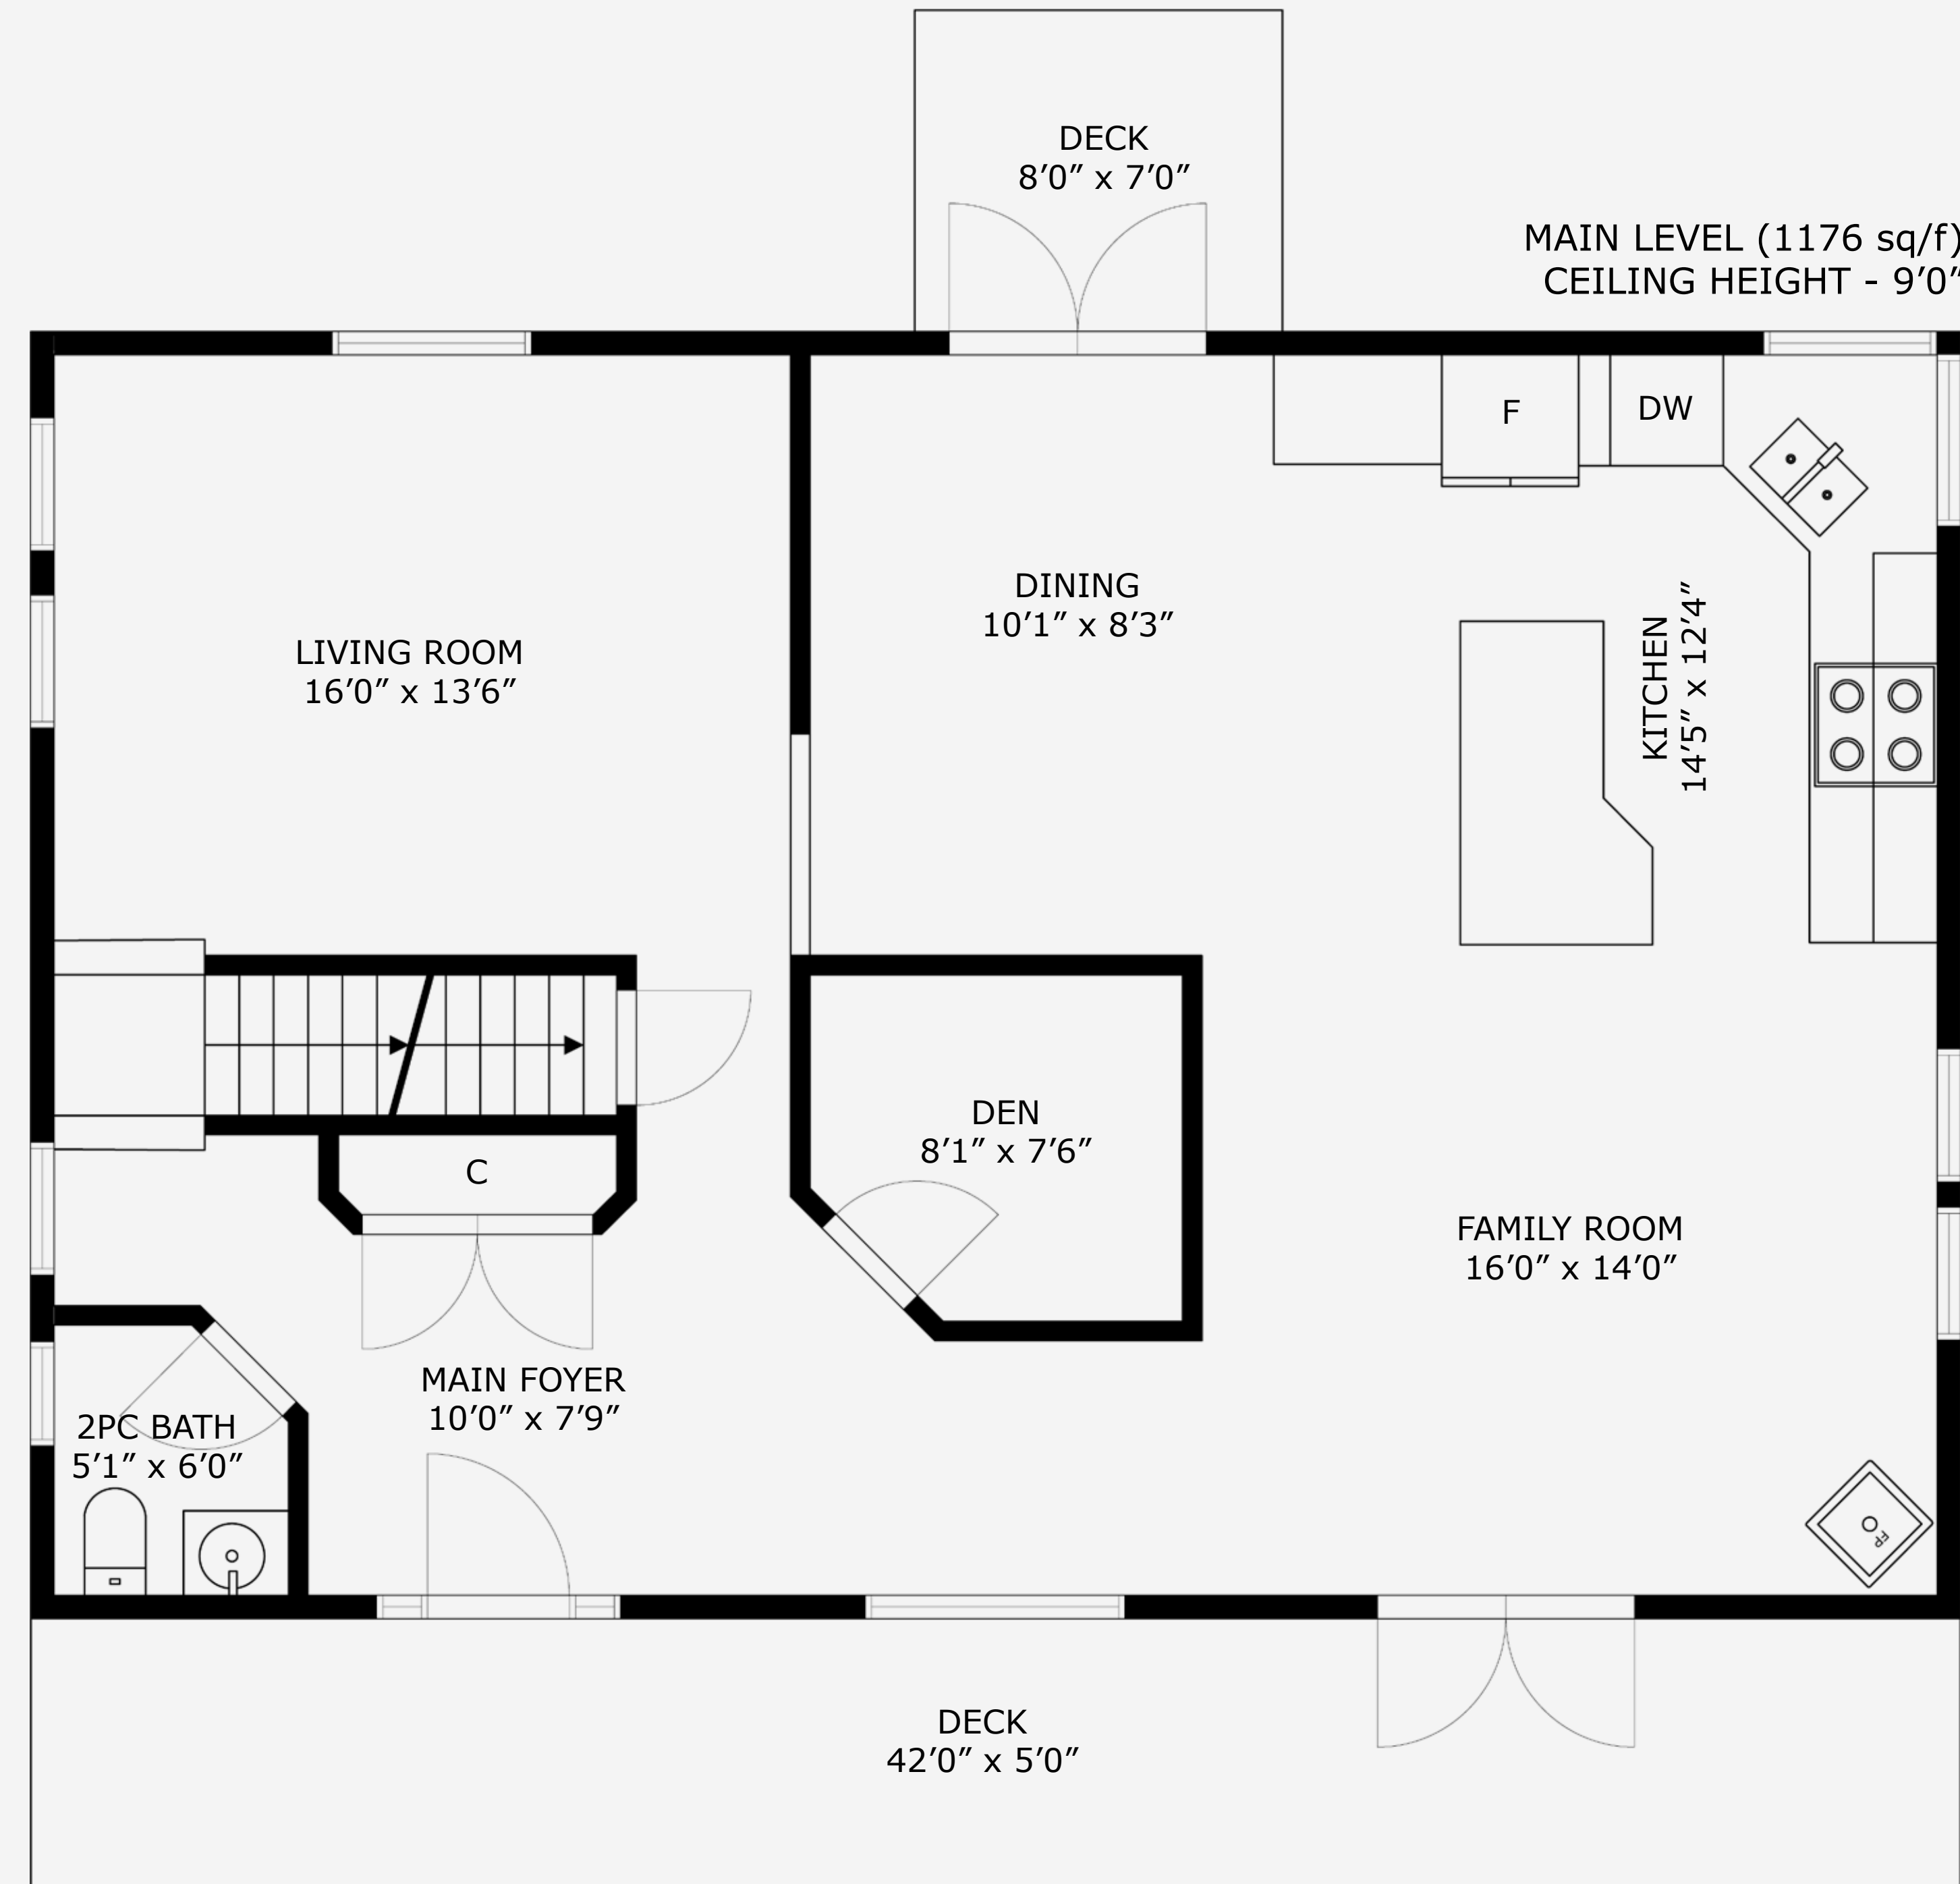 DECK
8’0” x 7’0”
MAIN LEVEL (1176 sq/f)
CEILING HEIGHT - 9’0”
F
DW
DINING
10’1” x 8’3”
KITCHEN
14’5” x 12’4”
LIVING ROOM
16’0” x 13’6”
DEN
8’1” x 7’6”
C
FAMILY ROOM
16’0” x 14’0”
MAIN FOYER
10’0” x 7’9”
2PC BATH
5’1” x 6’0”
FP
DECK
42’0” x 5’0”